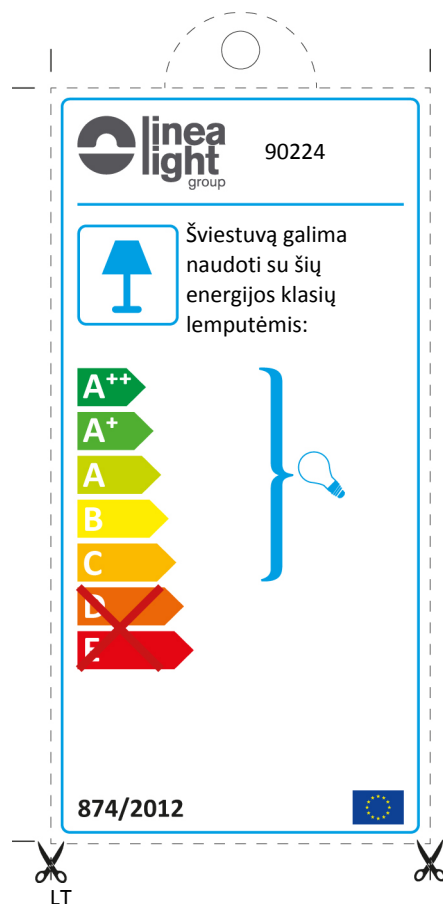 linea
light
group
90224
Šviestuvą galima
naudoti su šių
energijos klasių
lemputėmis:
A++
A+
A
B
C
D
E
874/2012
LT